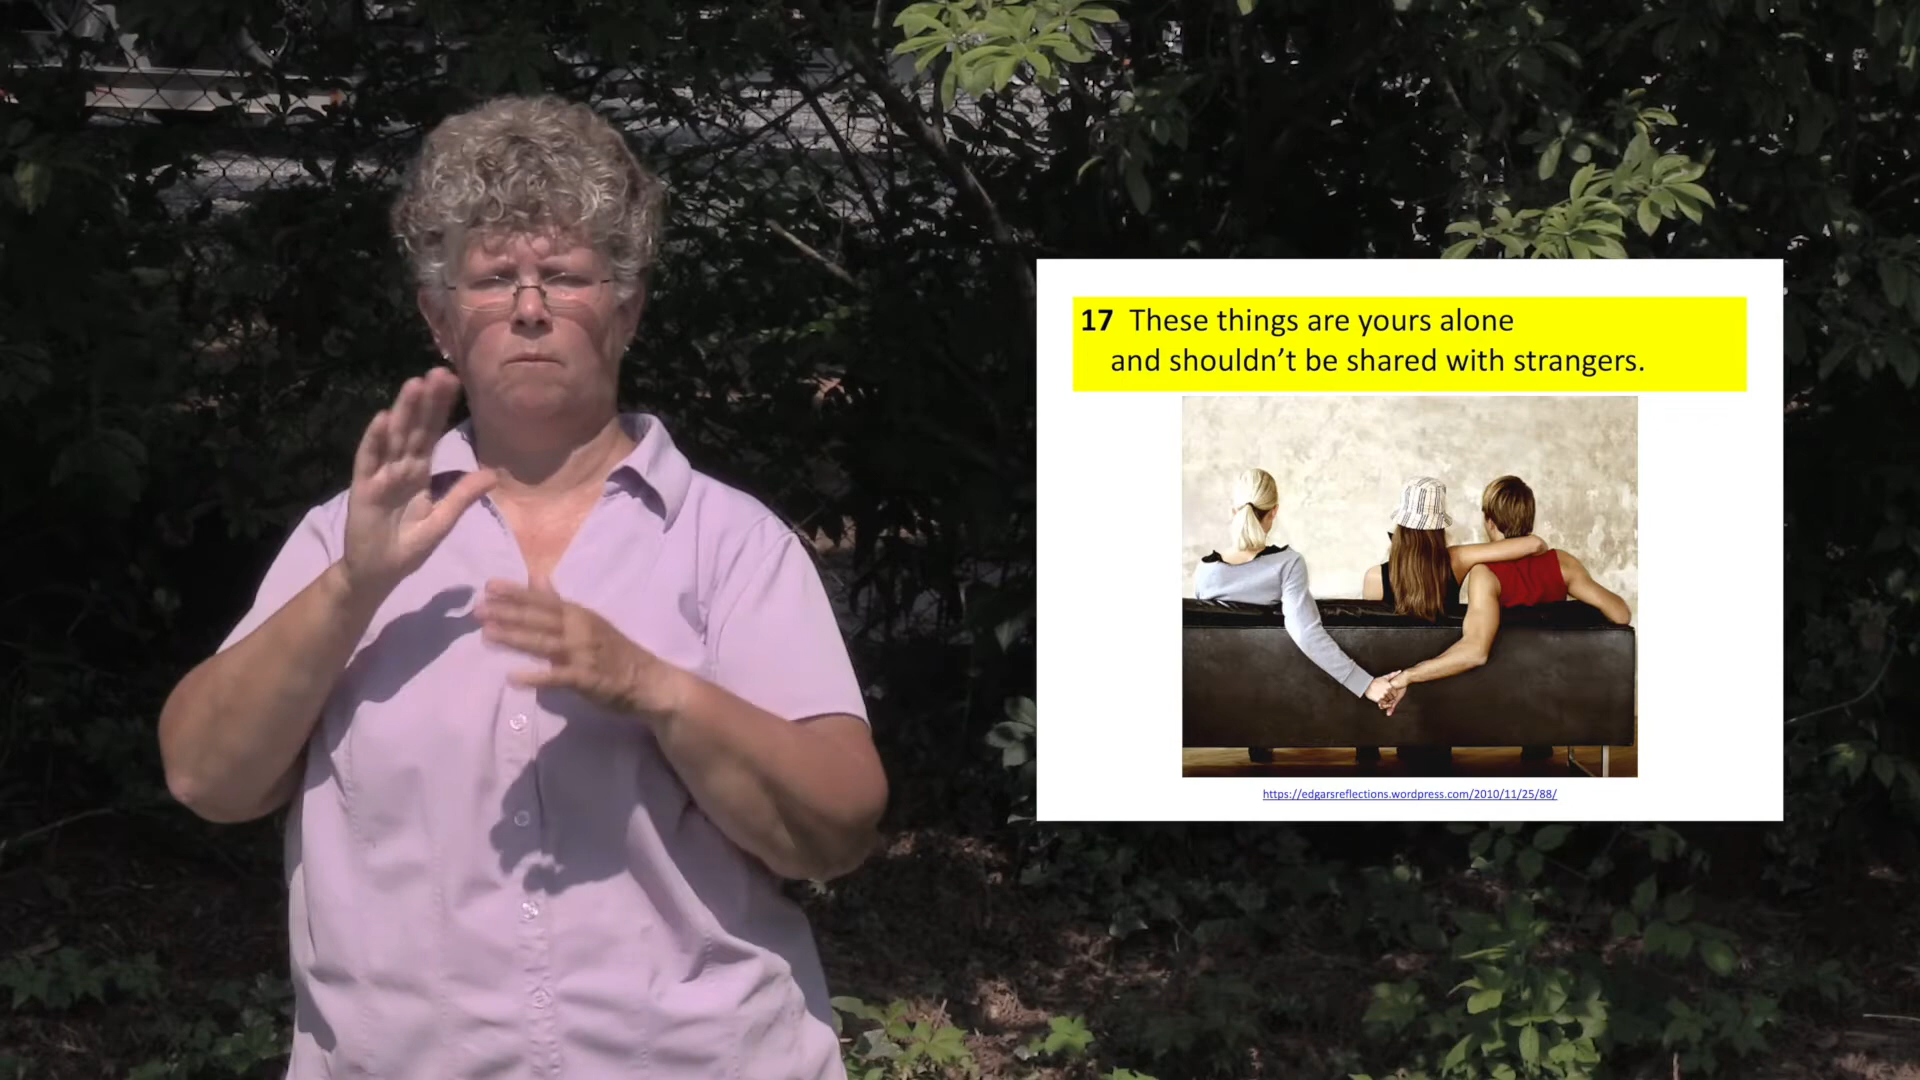 17 These things are yours alone
and shouldn’t be shared with strangers.
https://edgarsreflections.wordpress.com/2010/11/25/88/